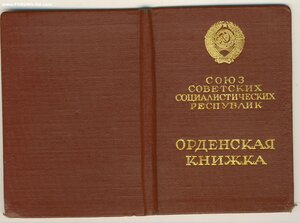 СОЮЗ
СОВЕТСКИХ
СОЦИАЛИСТИЧЕСКИХ
РЕСПУБЛИК
ОРДЕНСКАЯ
КНИЖКА